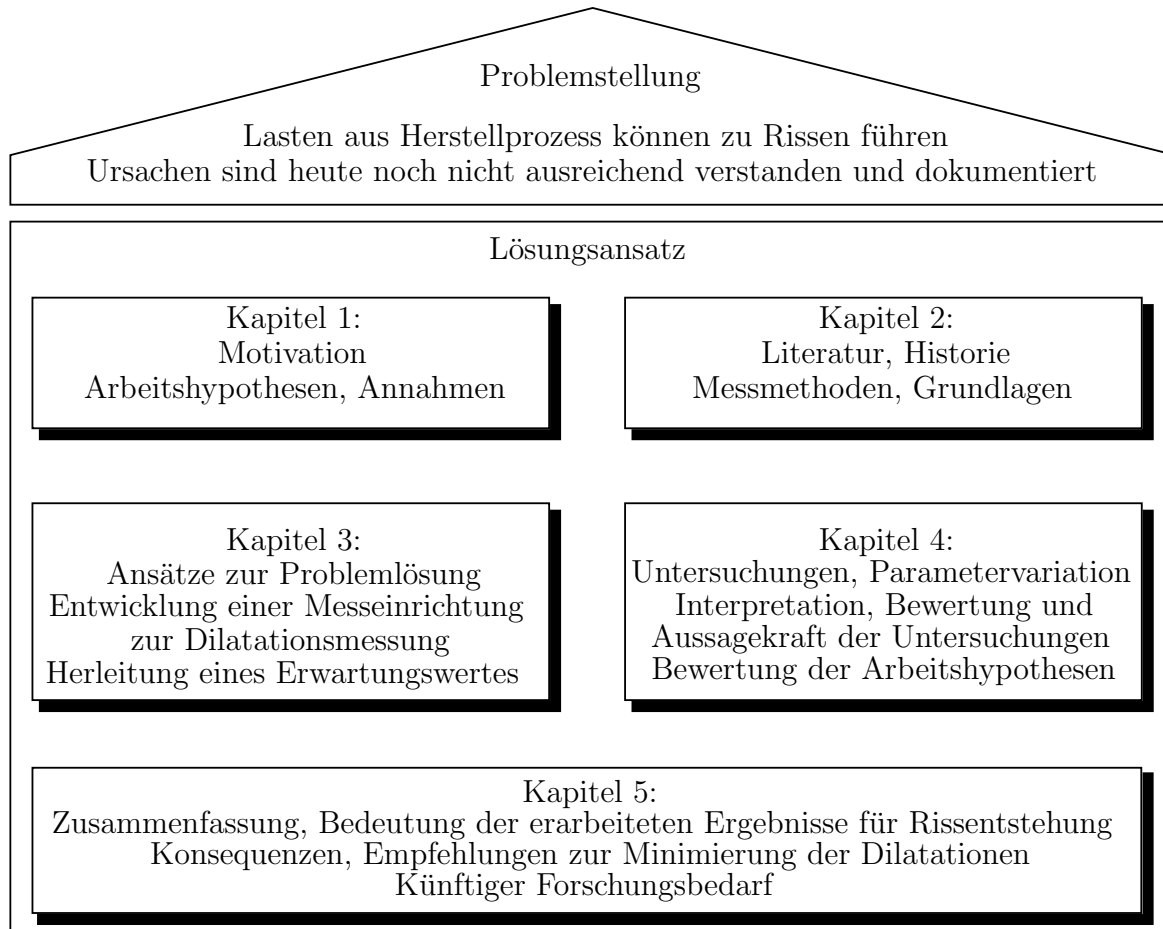 Problemstellung
Lasten aus Herstellprozess können zu Rissen führen
Ursachen sind heute noch nicht ausreichend verstanden und dokumentiert
Lösungsansatz
Kapitel 1:
Motivation
Arbeitshypothesen, Annahmen
Kapitel 2:
Literatur, Historie
Messmethoden, Grundlagen
Kapitel 3:
Ansätze zur Problemlösung
Entwicklung einer Messeinrichtung
zur Dilatationsmessung
Herleitung eines Erwartungswertes
Kapitel 4:
Untersuchungen, Parametervariation
Interpretation, Bewertung und
Aussagekraft der Untersuchungen
Bewertung der Arbeitshypothesen
Kapitel 5:
Zusammenfassung, Bedeutung der erarbeiteten Ergebnisse für Rissentstehung
Konsequenzen, Empfehlungen zur Minimierung der Dilatationen
Künftiger Forschungsbedarf